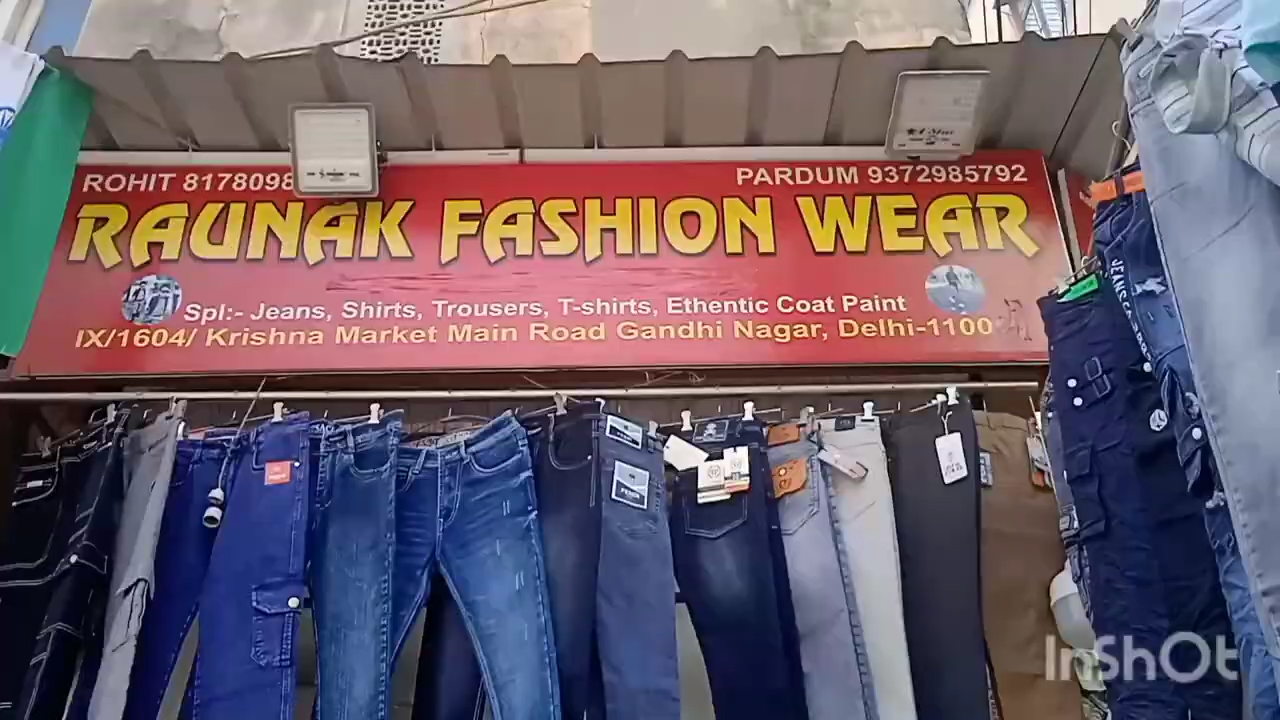 ROHIT 8178098
PARDUM 9372985792
RAUNAK FASHION WEAR
Spl:- Jeans, Shirts, Trousers, T-shirts, Ethentic Coat Paint
IX/1604/ Krishna Market Main Road Gandhi Nagar, Delhi-1100
JEANS
InShOt